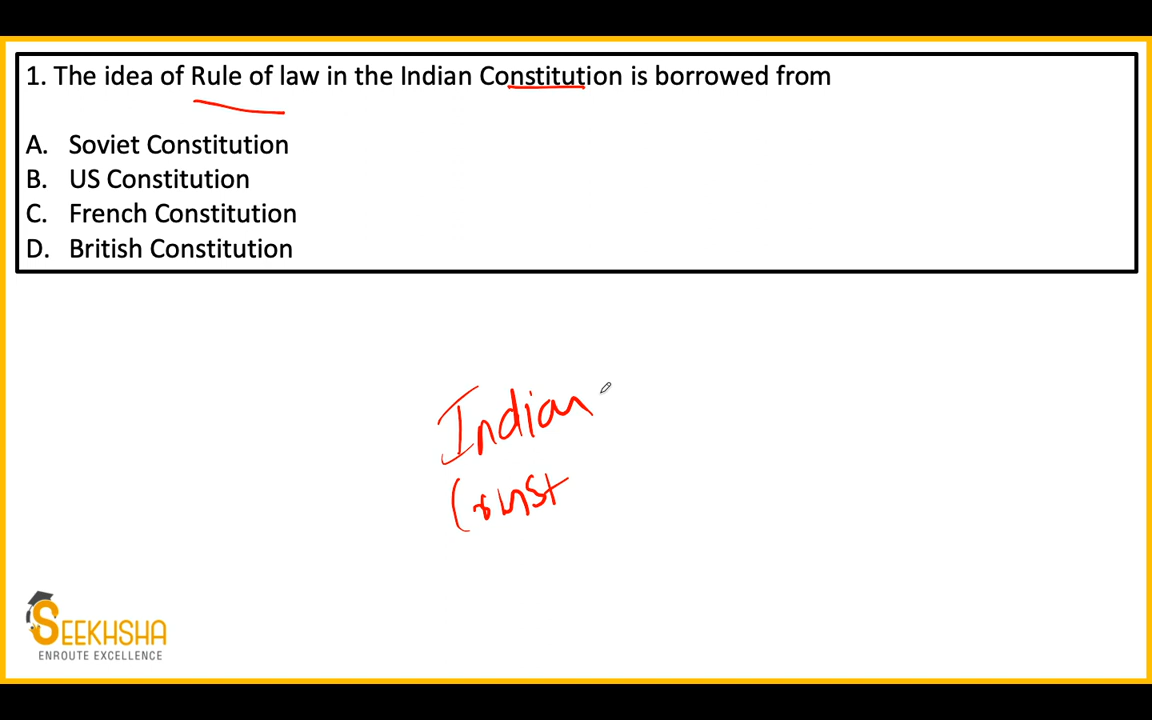 1. The idea of Rule of law in the Indian Constitution is borrowed from
A. Soviet Constitution
B. US Constitution
C. French Constitution
D. British Constitution
Indian
Const
SEEKHSHA
ENROUTE EXCELLENCE